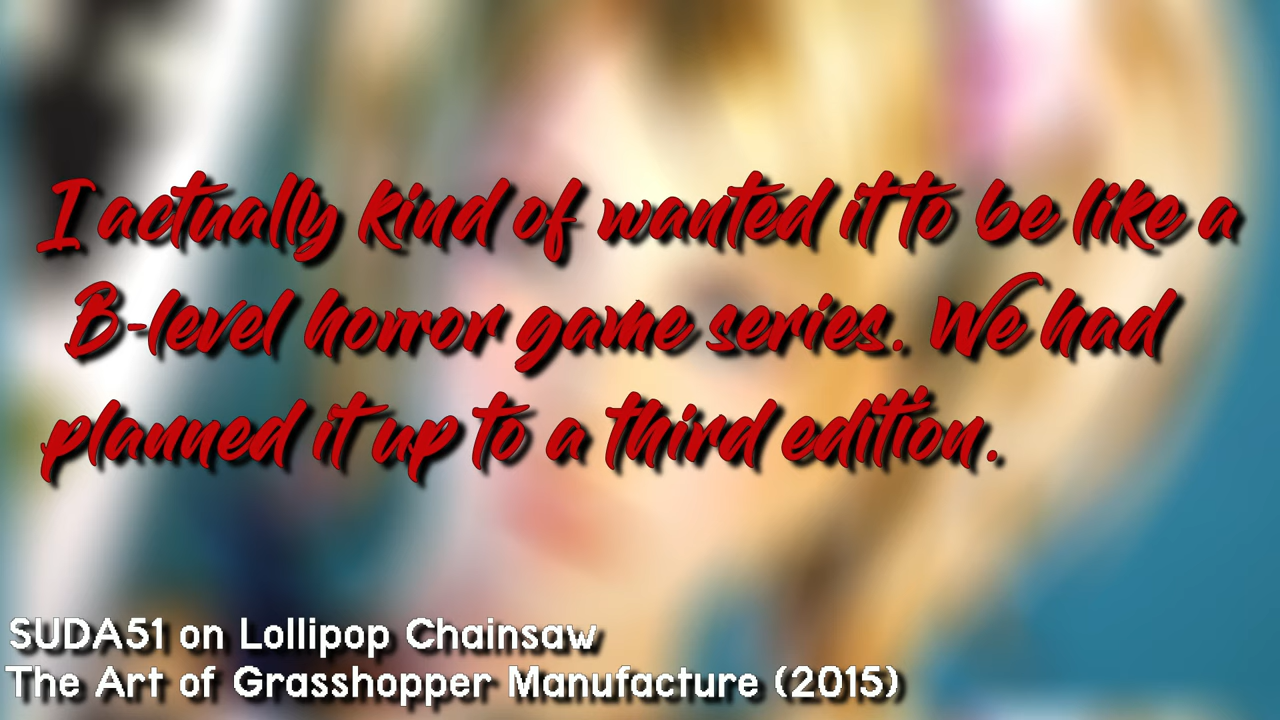 I actually kind of wanted it to be like a
B-level horror game series. We had
planned it up to a third edition.
SUDA51 on Lollipop Chainsaw
The Art of Grasshopper Manufacture (2015)